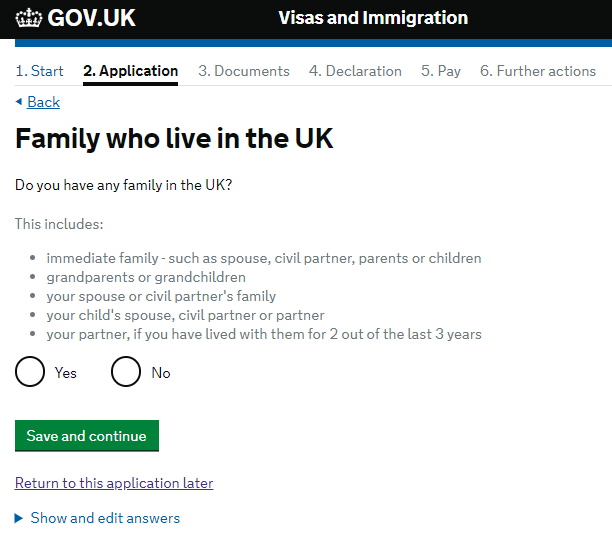 GOV.UK Visas and Immigration
1. Start 2. Application 3. Documents 4. Declaration 5. Pay 6. Further actions
Back
Family who live in the UK
Do you have any family in the UK?
This includes:
• immediate family - such as spouse, civil partner, parents or children
• grandparents or grandchildren
• your spouse or civil partner's family
• your child's spouse, civil partner or partner
• your partner, if you have lived with them for 2 out of the last 3 years
Yes No
Save and continue
Return to this application later
Show and edit answers